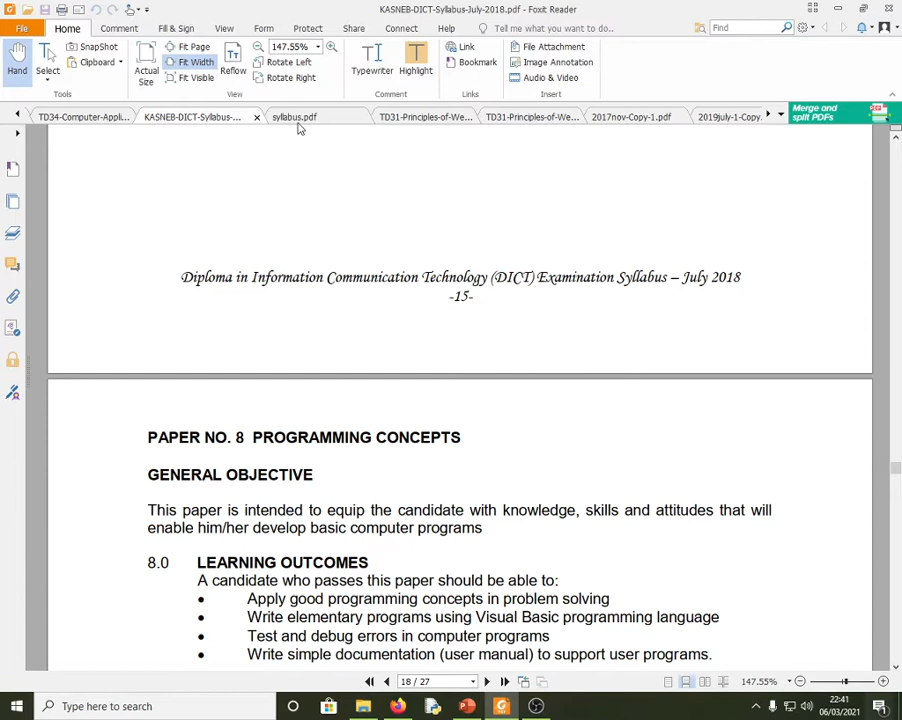 KASNEB-DICT-Syllabus-July-2018.pdf - Foxit Reader
File Home Comment Fill & Sign View Form Protect Share Connect Help Tell me what you want to do... Find
Hand Select SnapShot Clipboard
Tools
Actual Size Fit Page Fit Width Fit Visible Reflow 147.55% Rotate Left Rotate Right
View
Typewriter Highlight
Comment
Link Bookmark File Attachment Image Annotation Audio & Video
Insert
TD34-Computer-Appli... KASNEB-DICT-Syllabus-... syllabus.pdf TD31-Principles-of-We... TD31-Principles-of-We... 2017nov-Copy-1.pdf 2019july-1-Copy.
Merge and split PDFs
Diploma in Information Communication Technology (DICT) Examination Syllabus – July 2018
-15-
PAPER NO. 8 PROGRAMMING CONCEPTS
GENERAL OBJECTIVE
This paper is intended to equip the candidate with knowledge, skills and attitudes that will
enable him/her develop basic computer programs
8.0 LEARNING OUTCOMES
A candidate who passes this paper should be able to:
• Apply good programming concepts in problem solving
• Write elementary programs using Visual Basic programming language
• Test and debug errors in computer programs
• Write simple documentation (user manual) to support user programs.
18 / 27 147.55%
Type here to search
22:41
06/03/2021